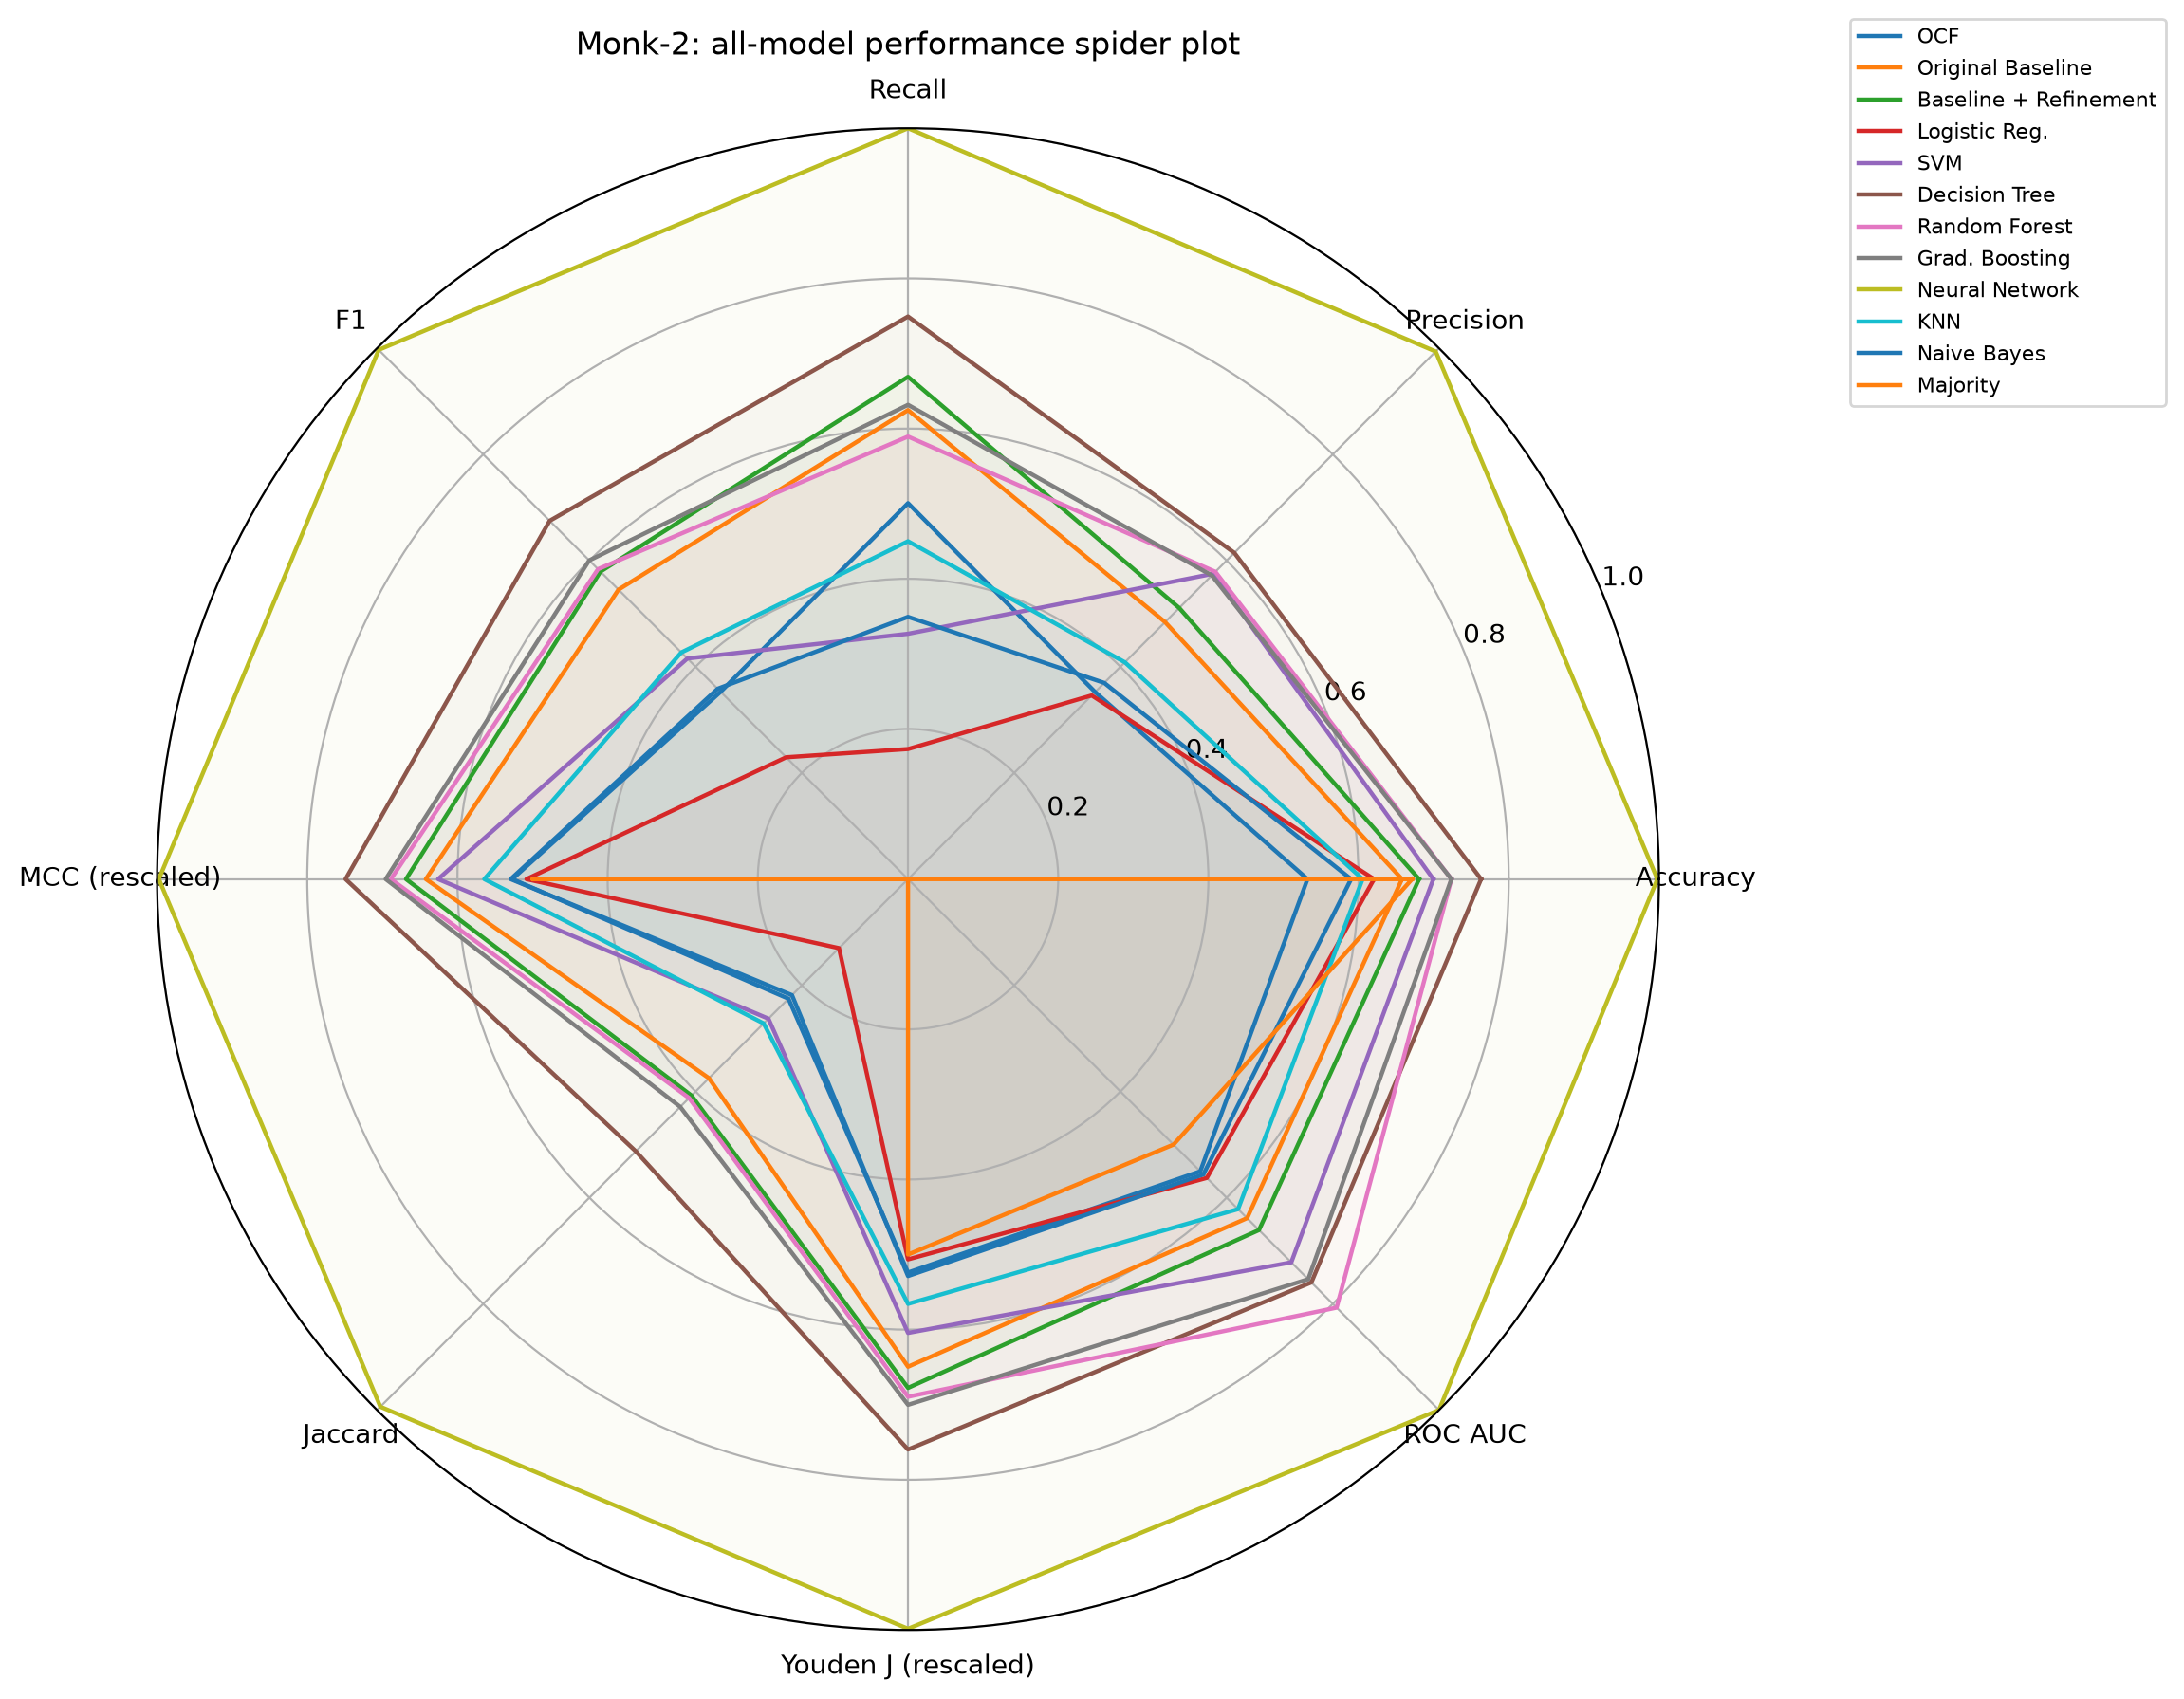 Monk-2: all-model performance spider plot
Recall
Precision
F1
Accuracy
MCC (rescaled)
Jaccard
ROC AUC
Youden J (rescaled)
0.2
0.4
0.6
0.8
1.0
OCF
Original Baseline
Baseline + Refinement
Logistic Reg.
SVM
Decision Tree
Random Forest
Grad. Boosting
Neural Network
KNN
Naive Bayes
Majority